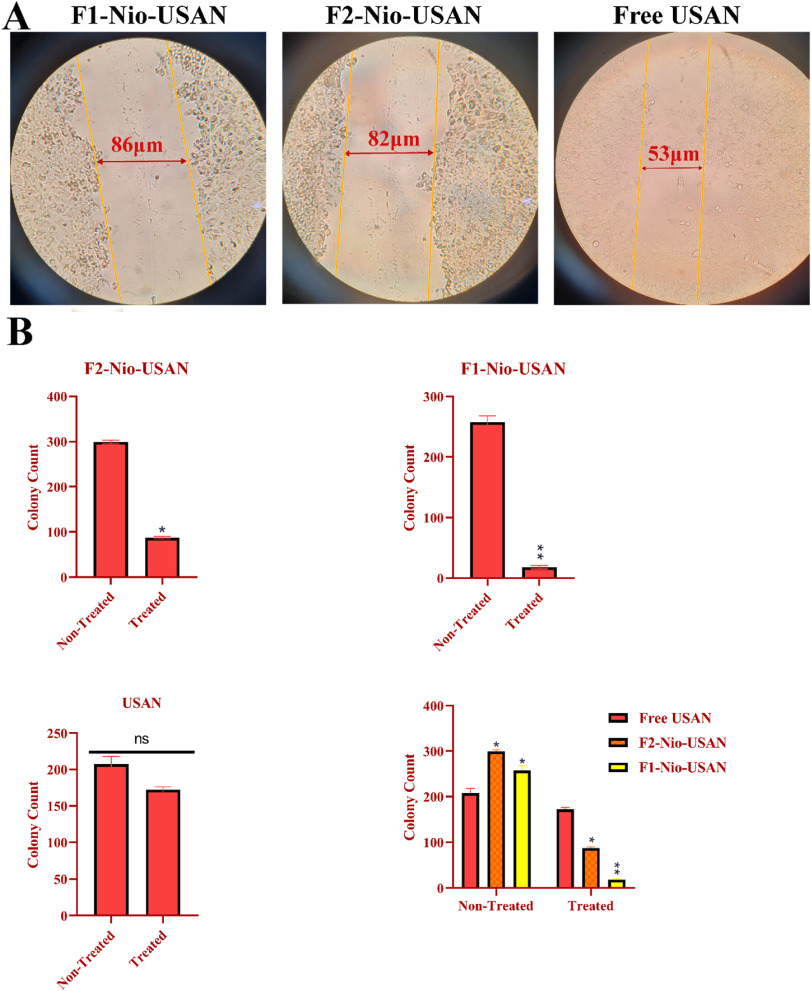 A
F1-Nio-USAN
F2-Nio-USAN
Free USAN
86µm
82µm
53µm
B
F2-Nio-USAN
400
300
200
100
0
Colony Count
*
Non-Treated
Treated
F1-Nio-USAN
300
200
100
0
Colony Count
**
Non-Treated
Treated
USAN
ns
250
200
150
100
50
0
Colony Count
Non-Treated
Treated
400
300
200
100
0
Colony Count
*
*
*
**
Non-Treated
Treated
Free USAN
F2-Nio-USAN
F1-Nio-USAN